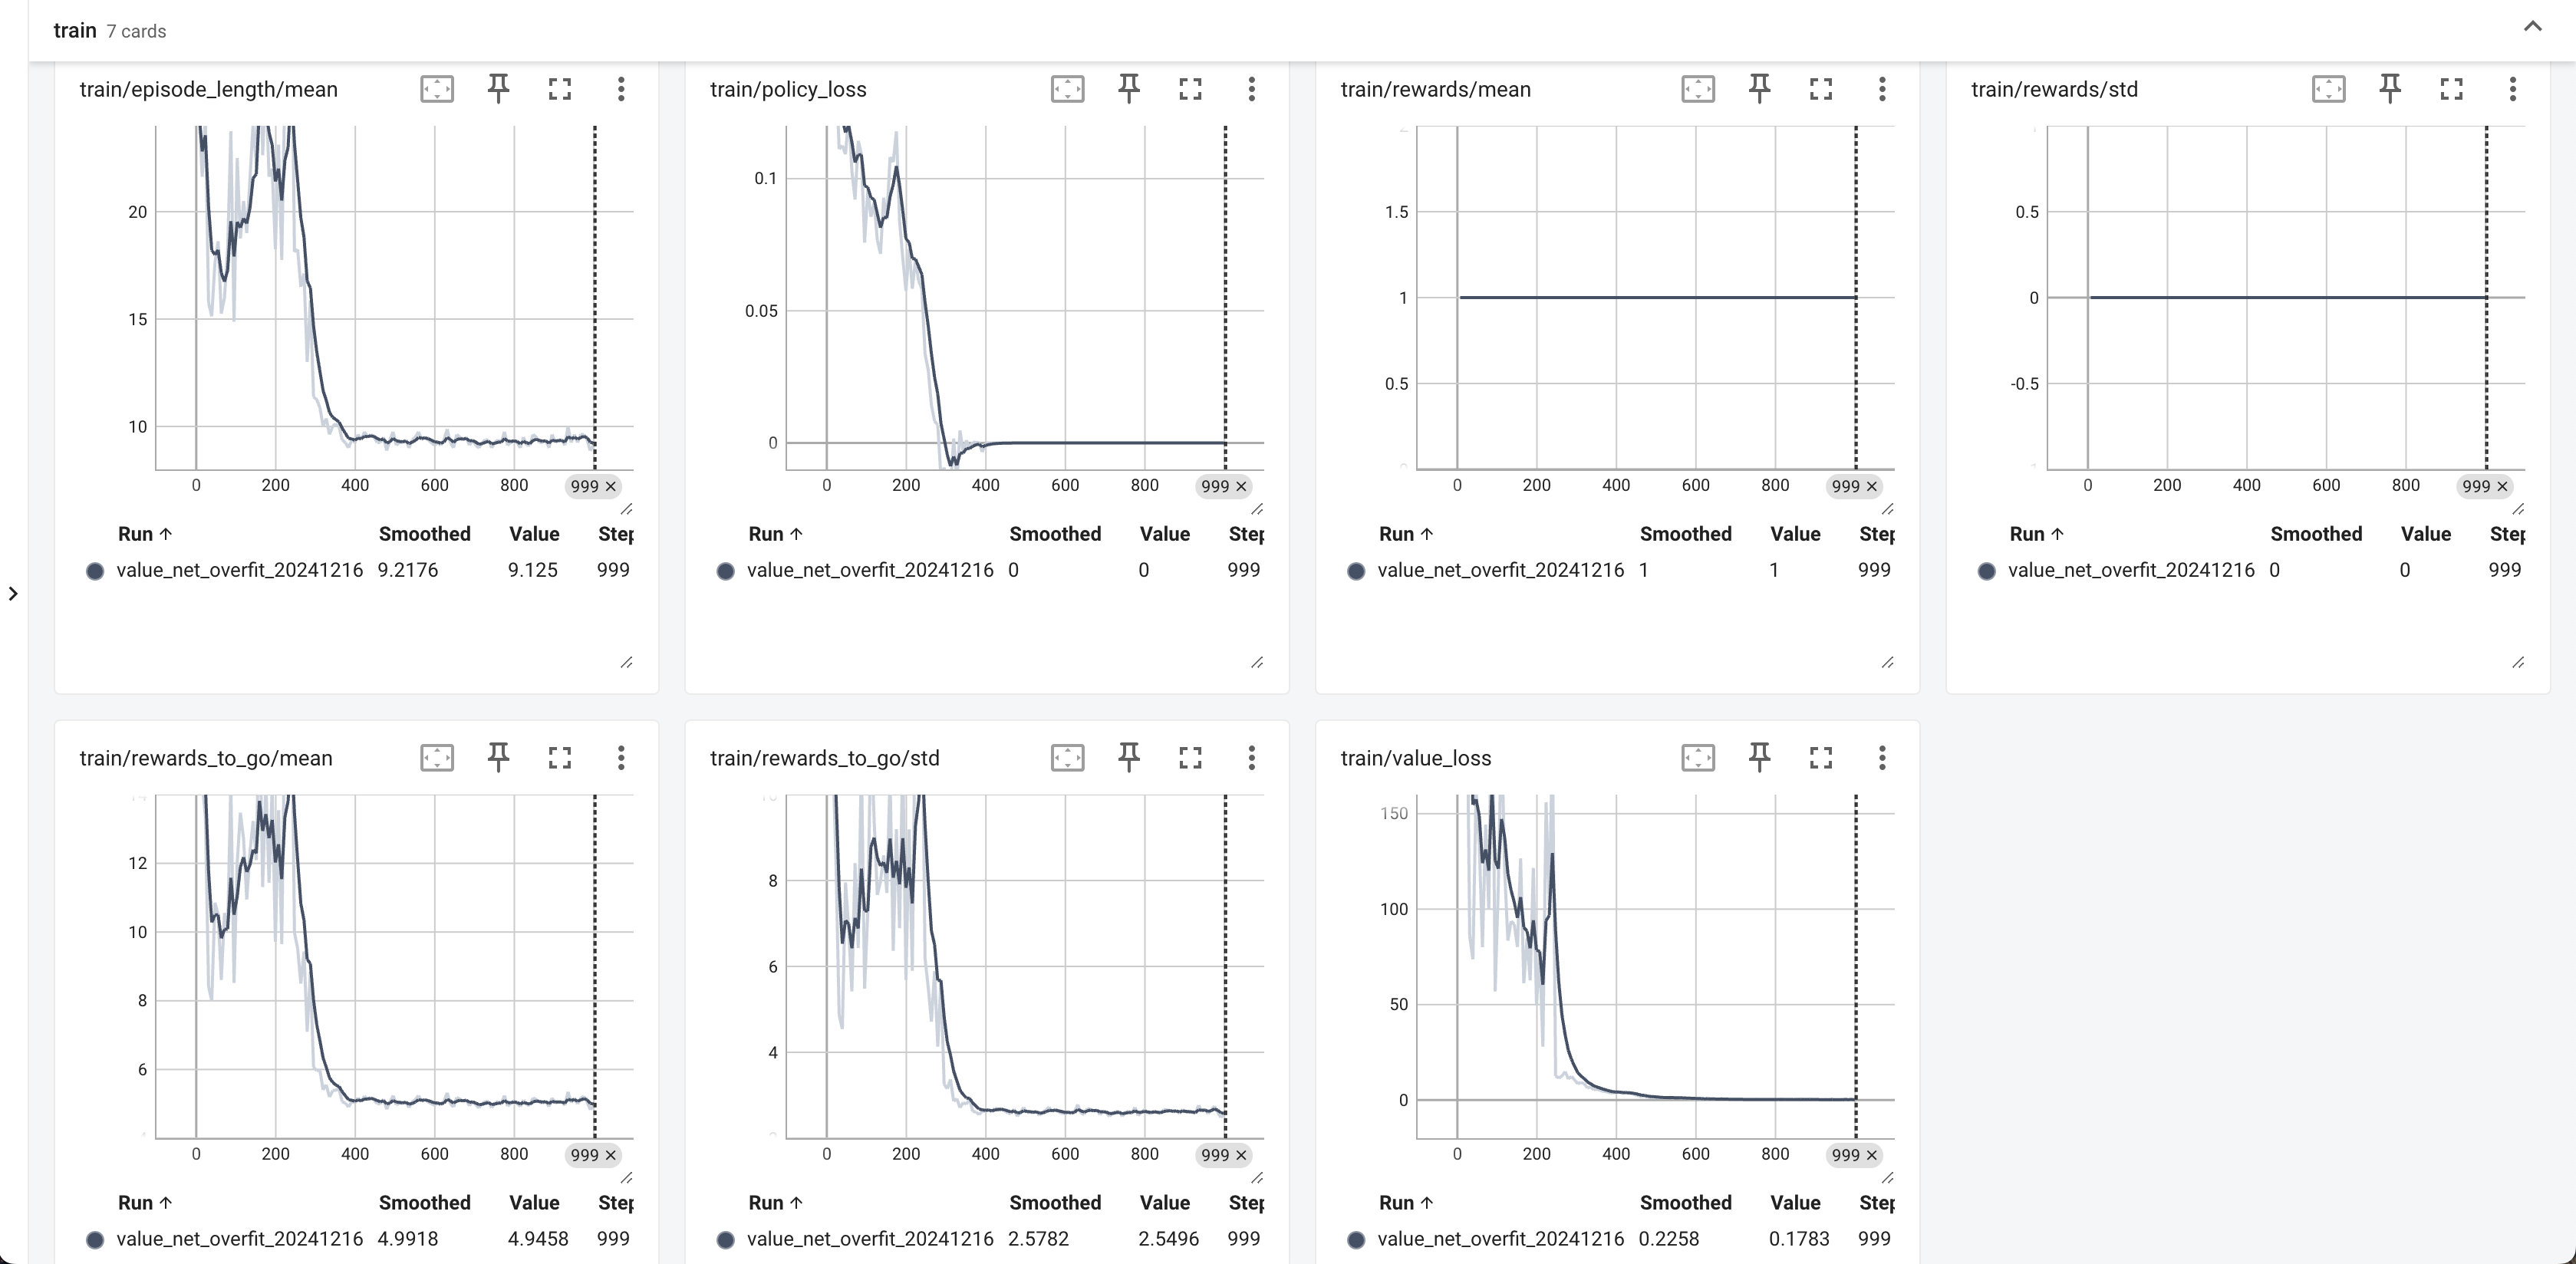 train 7 cards
train/episode_length/mean
20
15
10
0 200 400 600 800 999 ×
Run ↑ Smoothed Value Step
value_net_overfit_20241216 9.2176 9.125 999
train/policy_loss
0.1
0.05
0
0 200 400 600 800 999 ×
Run ↑ Smoothed Value Step
value_net_overfit_20241216 0 0 999
train/rewards/mean
2
1.5
1
0.5
0
0 200 400 600 800 999 ×
Run ↑ Smoothed Value Step
value_net_overfit_20241216 1 1 999
train/rewards/std
0.5
0
-0.5
0 200 400 600 800 999 ×
Run ↑ Smoothed Value Step
value_net_overfit_20241216 0 0 999
train/rewards_to_go/mean
14
12
10
8
6
0 200 400 600 800 999 ×
Run ↑ Smoothed Value Step
value_net_overfit_20241216 4.9918 4.9458 999
train/rewards_to_go/std
8
6
4
0 200 400 600 800 999 ×
Run ↑ Smoothed Value Step
value_net_overfit_20241216 2.5782 2.5496 999
train/value_loss
150
100
50
0
0 200 400 600 800 999 ×
Run ↑ Smoothed Value Step
value_net_overfit_20241216 0.2258 0.1783 999